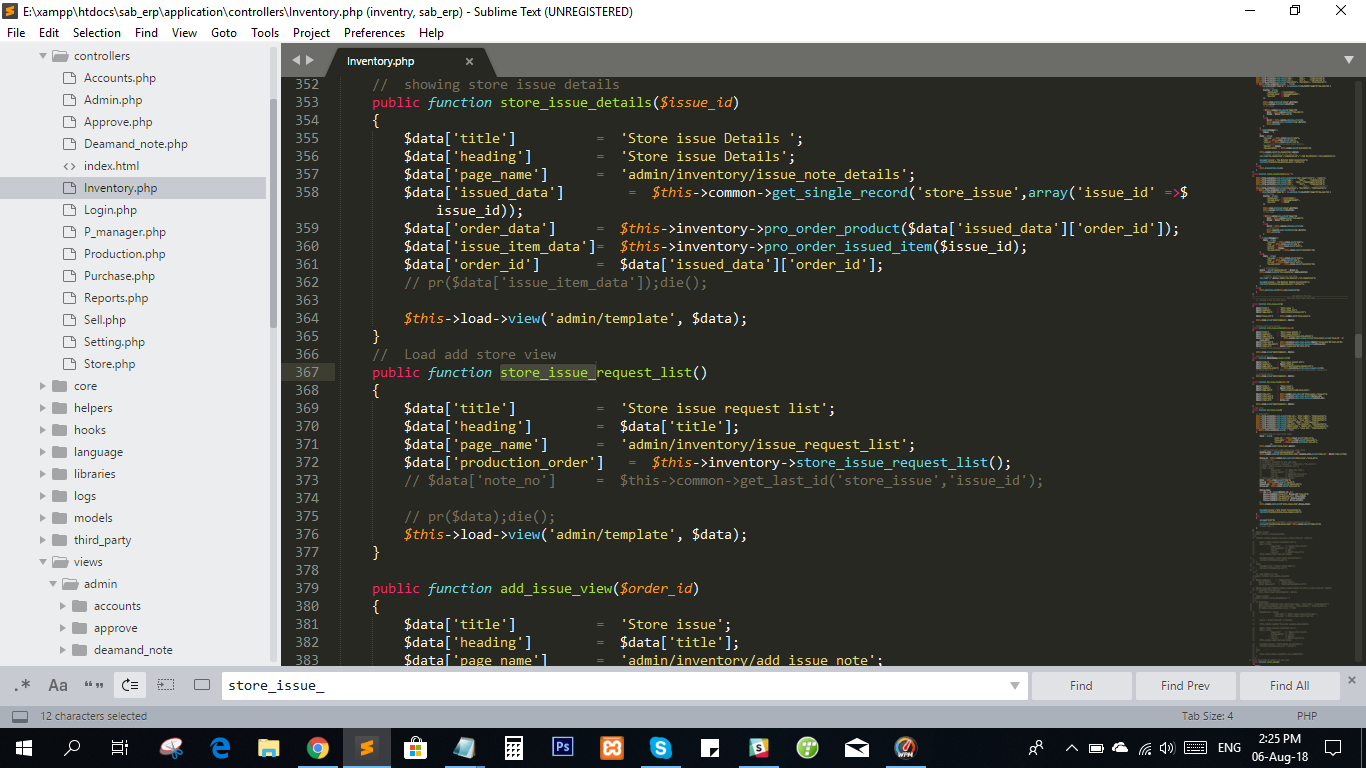 E:\xampp\htdocs\sab_erp\application\controllers\Inventory.php (inventry, sab_erp) - Sublime Text (UNREGISTERED)
File Edit Selection Find View Goto Tools Project Preferences Help
controllers
Accounts.php
Admin.php
Approve.php
Deamand_note.php
index.html
Inventory.php
Login.php
P_manager.php
Production.php
Purchase.php
Reports.php
Sell.php
Setting.php
Store.php
core
helpers
hooks
language
libraries
logs
models
third_party
views
admin
accounts
approve
deamand_note
Inventory.php
352 // showing store issue details
353 public function store_issue_details($issue_id)
354 {
355 $data['title'] = 'Store issue Details ';
356 $data['heading'] = 'Store issue Details';
357 $data['page_name'] = 'admin/inventory/issue_note_details';
358 $data['issued_data'] = $this->common->get_single_record('store_issue',array('issue_id' =>$
issue_id));
359 $data['order_data'] = $this->inventory->pro_order_product($data['issued_data']['order_id']);
360 $data['issue_item_data']= $this->inventory->pro_order_issued_item($issue_id);
361 $data['order_id'] = $data['issued_data']['order_id'];
362 // pr($data['issue_item_data']);die();
363
364 $this->load->view('admin/template', $data);
365 }
366 // Load add store view
367 public function store_issue_request_list()
368 {
369 $data['title'] = 'Store issue request list';
370 $data['heading'] = $data['title'];
371 $data['page_name'] = 'admin/inventory/issue_request_list';
372 $data['production_order'] = $this->inventory->store_issue_request_list();
373 // $data['note_no'] = $this->common->get_last_id('store_issue','issue_id');
374
375 // pr($data);die();
376 $this->load->view('admin/template', $data);
377 }
378
379 public function add_issue_view($order_id)
380 {
381 $data['title'] = 'Store issue';
382 $data['heading'] = $data['title'];
383 $data['page_name'] = 'admin/inventory/add_issue_note';
.* Aa “” store_issue_ Find Find Prev Find All
12 characters selected Tab Size: 4 PHP
Ps ENG 2:25 PM
06-Aug-18